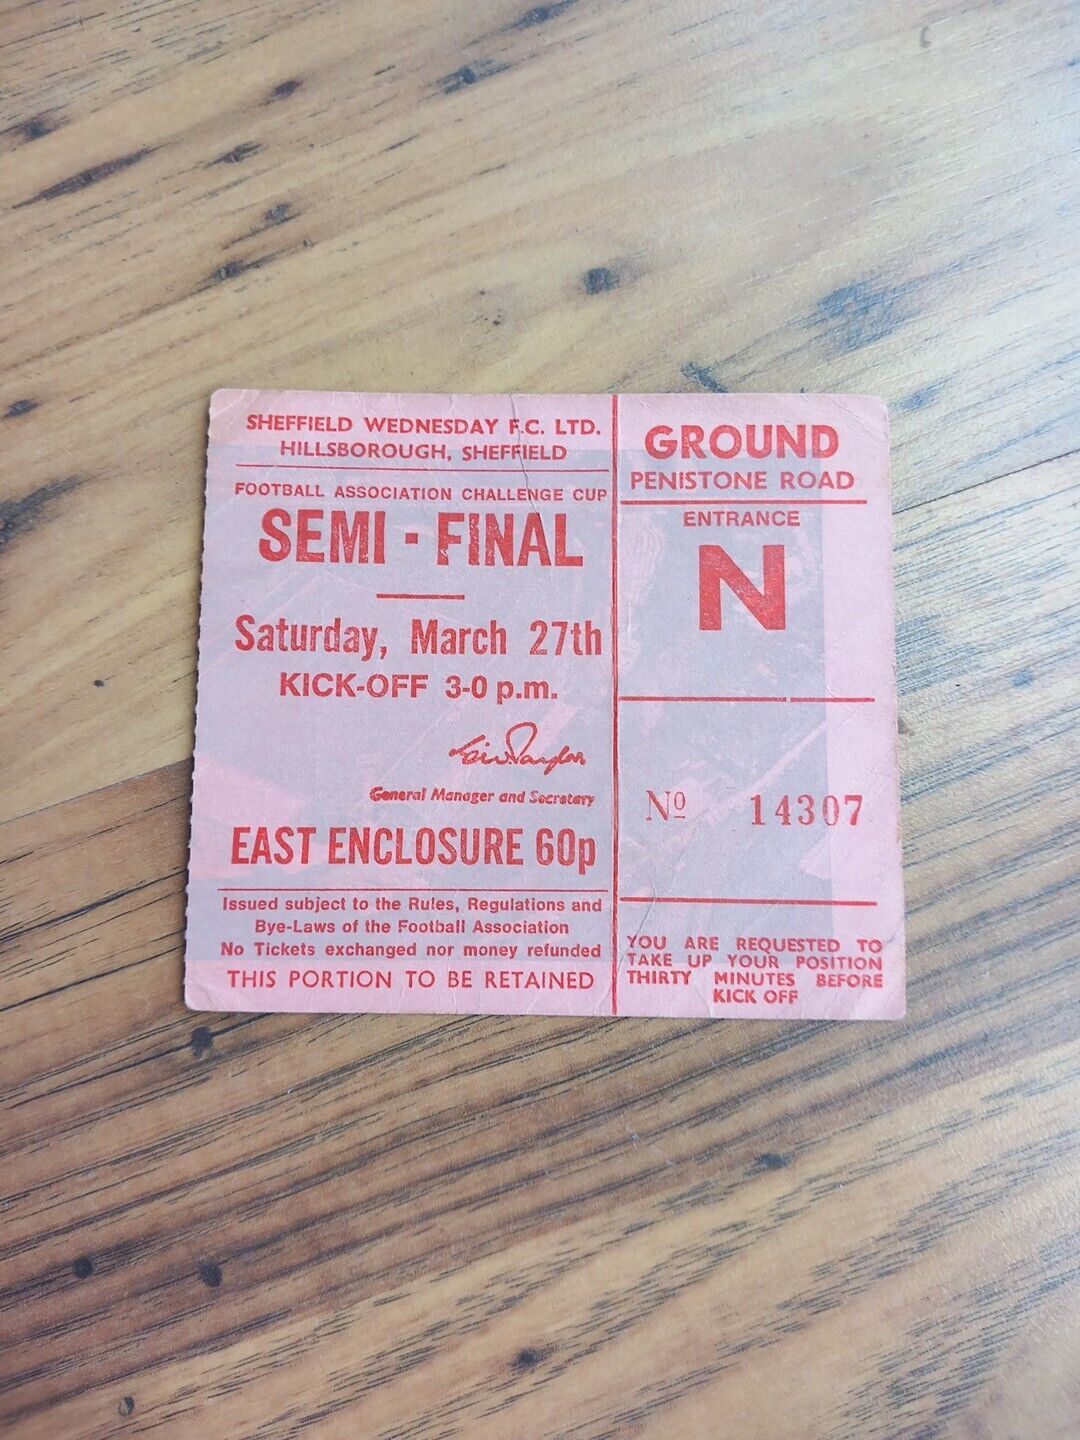 SHEFFIELD WEDNESDAY F.C. LTD.
HILLSBOROUGH, SHEFFIELD
FOOTBALL ASSOCIATION CHALLENGE CUP
SEMI - FINAL
Saturday, March 27th
KICK-OFF 3-0 p.m.
General Manager and Secretary
EAST ENCLOSURE 60p
Issued subject to the Rules, Regulations and
Bye-Laws of the Football Association
No Tickets exchanged nor money refunded
THIS PORTION TO BE RETAINED
GROUND
PENISTONE ROAD
ENTRANCE
N
Nº 14307
YOU ARE REQUESTED TO
TAKE UP YOUR POSITION
THIRTY MINUTES BEFORE
KICK OFF